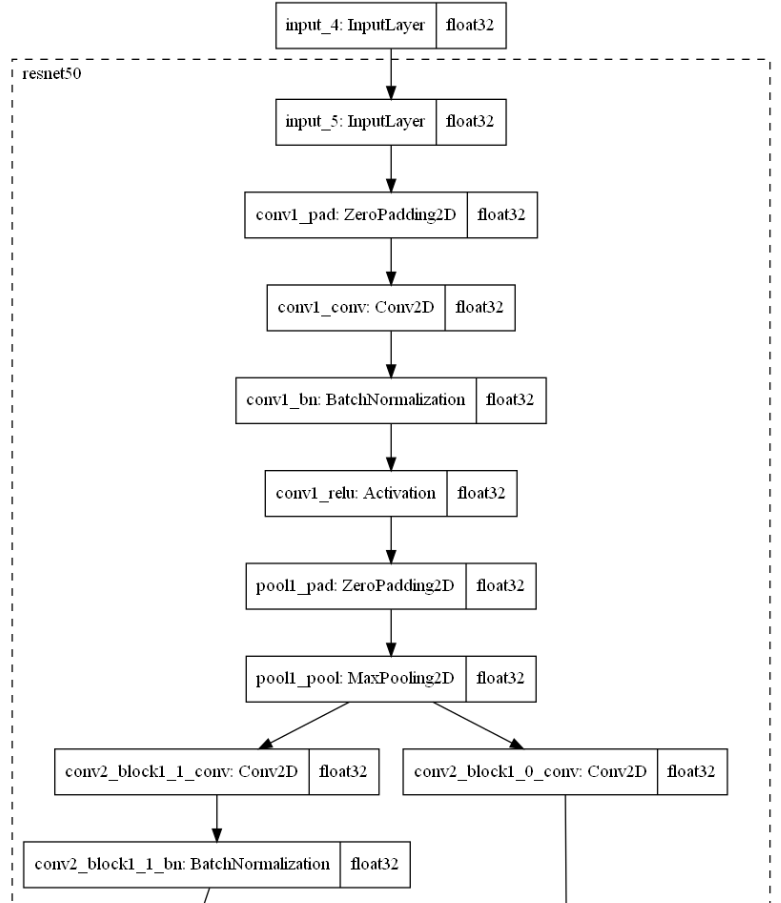 input_4: InputLayer float32
resnet50
input_5: InputLayer float32
conv1_pad: ZeroPadding2D float32
conv1_conv: Conv2D float32
conv1_bn: BatchNormalization float32
conv1_relu: Activation float32
pool1_pad: ZeroPadding2D float32
pool1_pool: MaxPooling2D float32
conv2_block1_1_conv: Conv2D float32
conv2_block1_0_conv: Conv2D float32
conv2_block1_1_bn: BatchNormalization float32